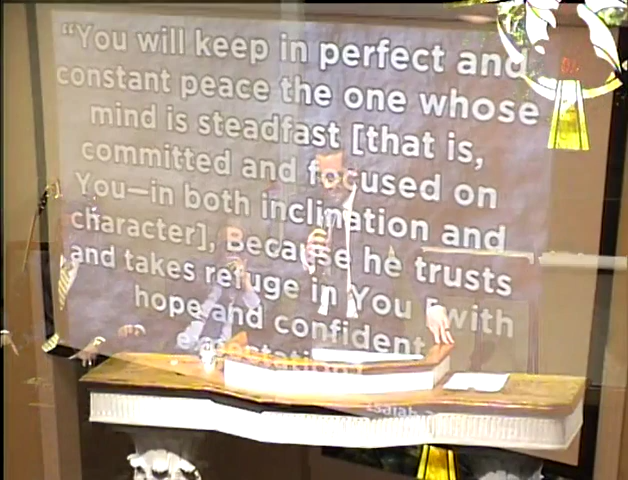 “You will keep in perfect and
constant peace the one whose
mind is steadfast [that is,
committed and focused on
You—in both inclination and
character], Because he trusts
and takes refuge in You [with
hope and confident
expectation].
Isaiah